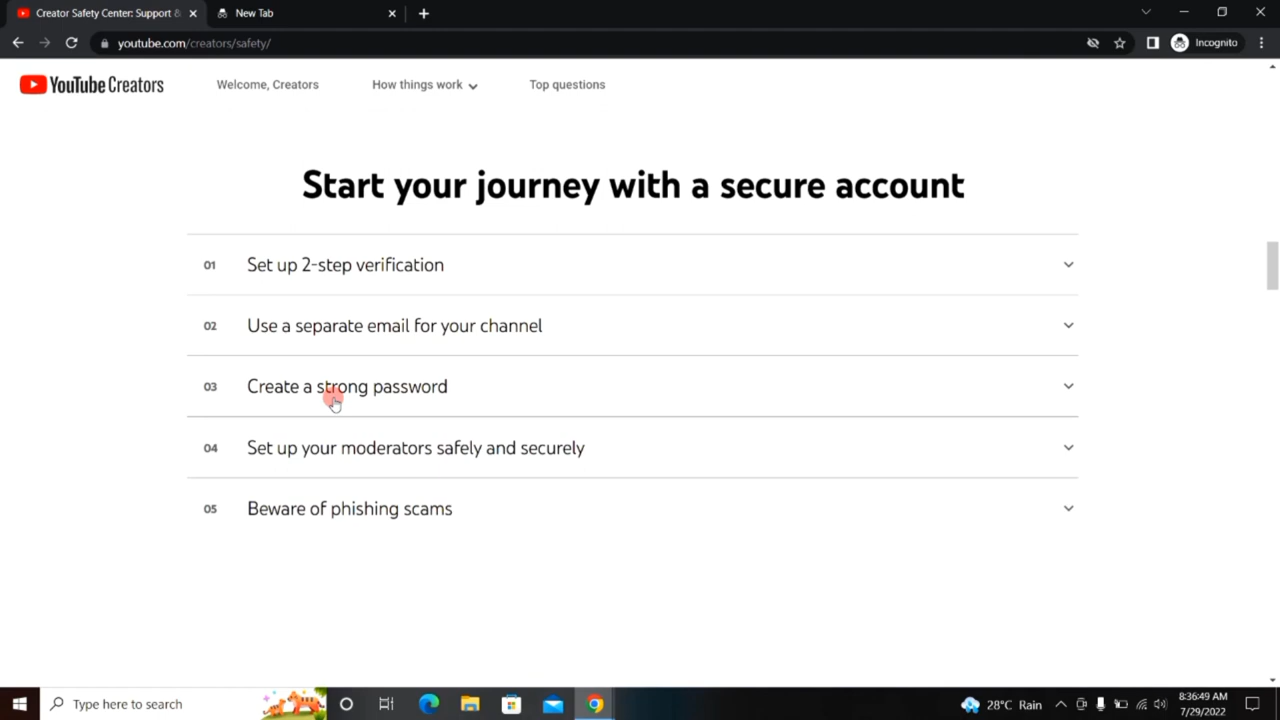 Creator Safety Center: Support &
New Tab
youtube.com/creators/safety/
Incognito
YouTube Creators
Welcome, Creators
How things work
Top questions
Start your journey with a secure account
01 Set up 2-step verification
02 Use a separate email for your channel
03 Create a strong password
04 Set up your moderators safely and securely
05 Beware of phishing scams
Type here to search
28°C Rain
8:36:49 AM
7/29/2022